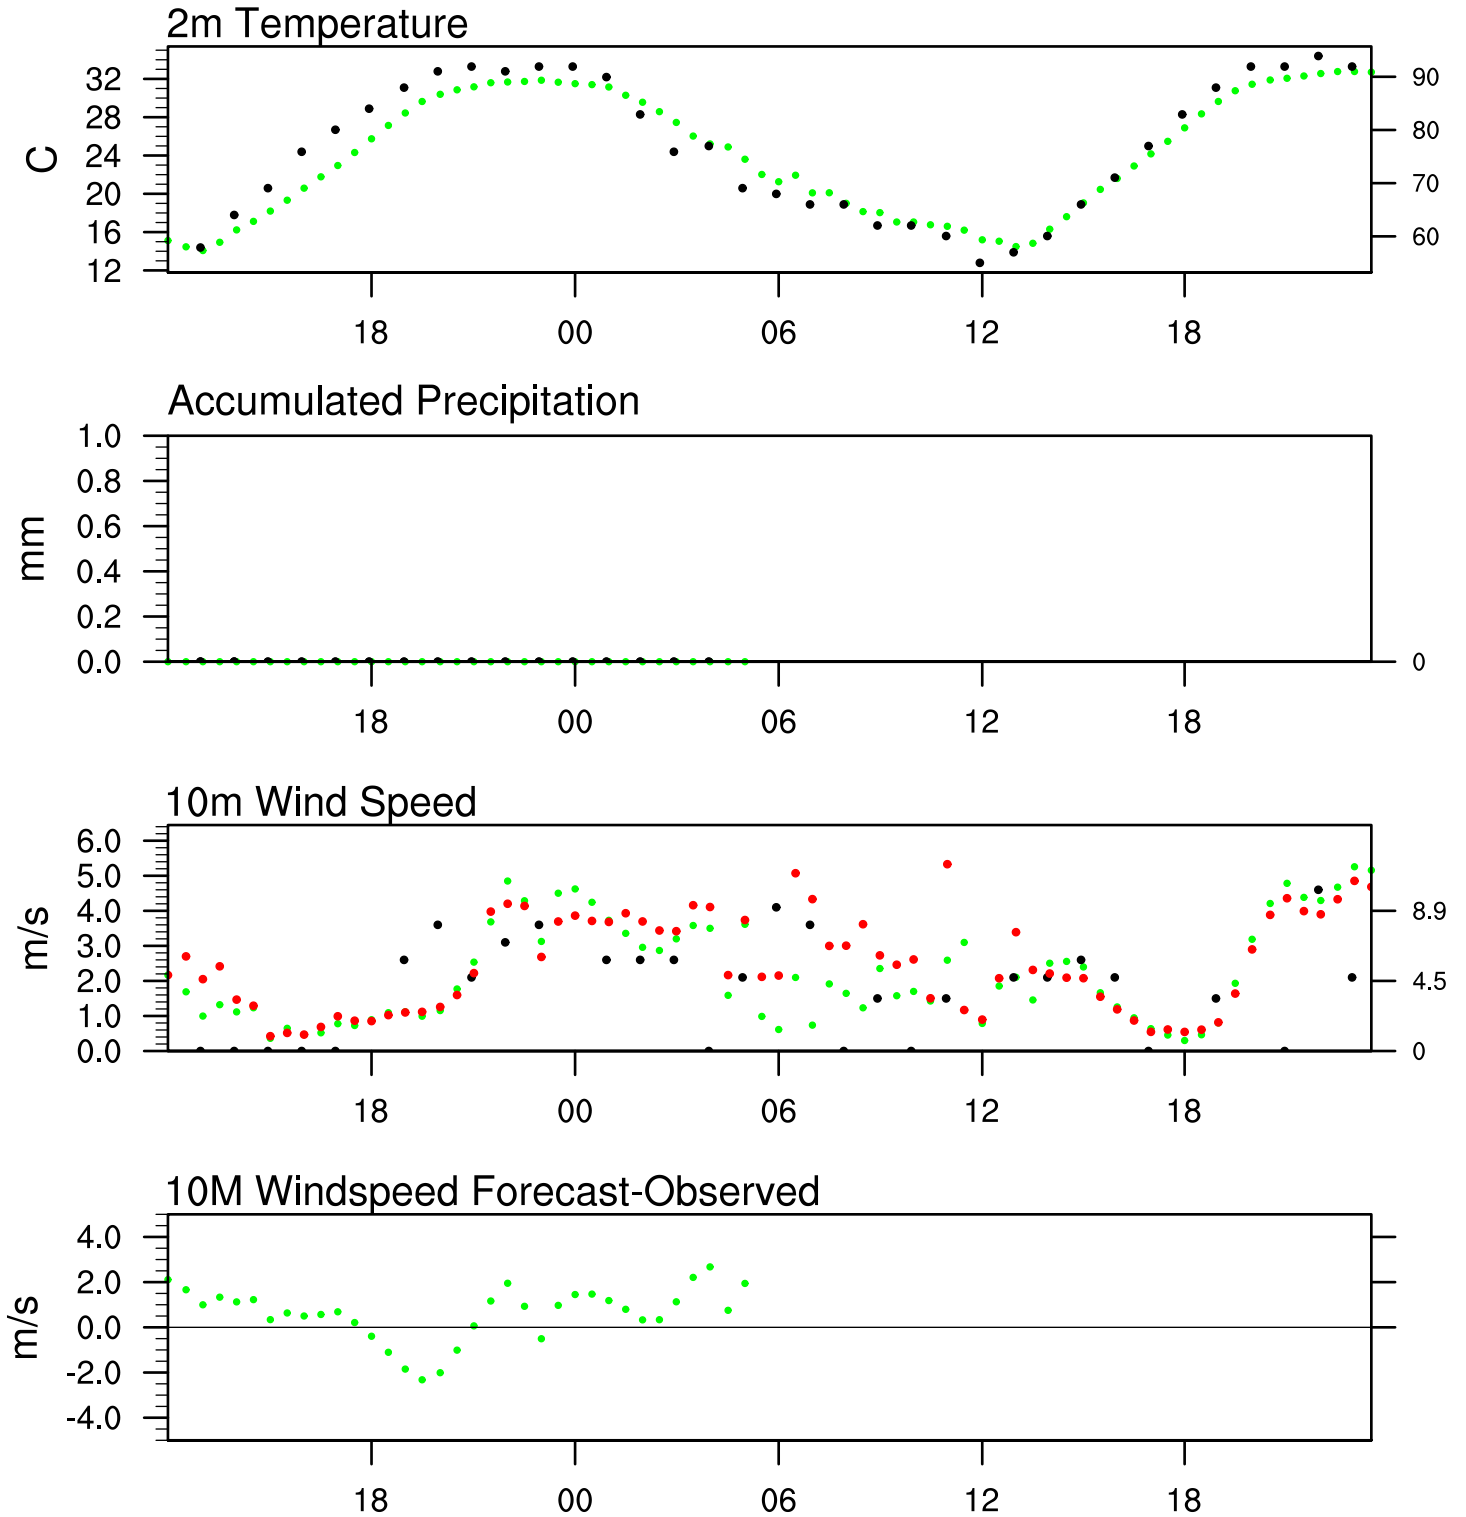 2m Temperature
32
28
24
20
16
12
C
90
80
70
60
18 00 06 12 18
Accumulated Precipitation
1.0
0.8
0.6
0.4
0.2
0.0
mm
0
18 00 06 12 18
10m Wind Speed
6.0
5.0
4.0
3.0
2.0
1.0
0.0
m/s
8.9
4.5
0
18 00 06 12 18
10M Windspeed Forecast-Observed
4.0
2.0
0.0
-2.0
-4.0
m/s
18 00 06 12 18